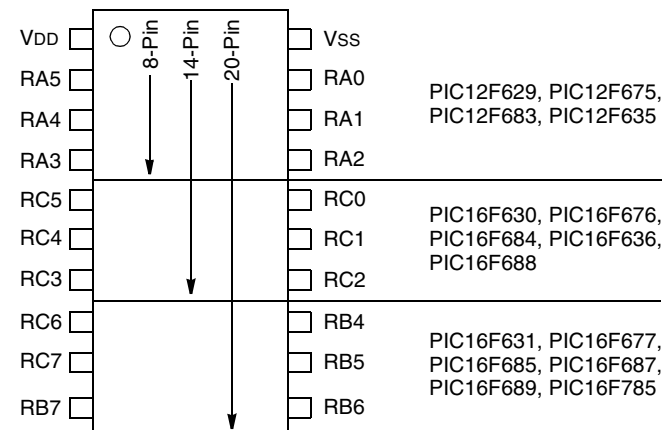 VDD
8-Pin
14-Pin
20-Pin
VSS
RA5
RA0
PIC12F629, PIC12F675,
PIC12F683, PIC12F635
RA4
RA1
RA3
RA2
RC5
RC0
PIC16F630, PIC16F676,
PIC16F684, PIC16F636,
PIC16F688
RC4
RC1
RC3
RC2
RC6
RB4
PIC16F631, PIC16F677,
PIC16F685, PIC16F687,
PIC16F689, PIC16F785
RC7
RB5
RB7
RB6